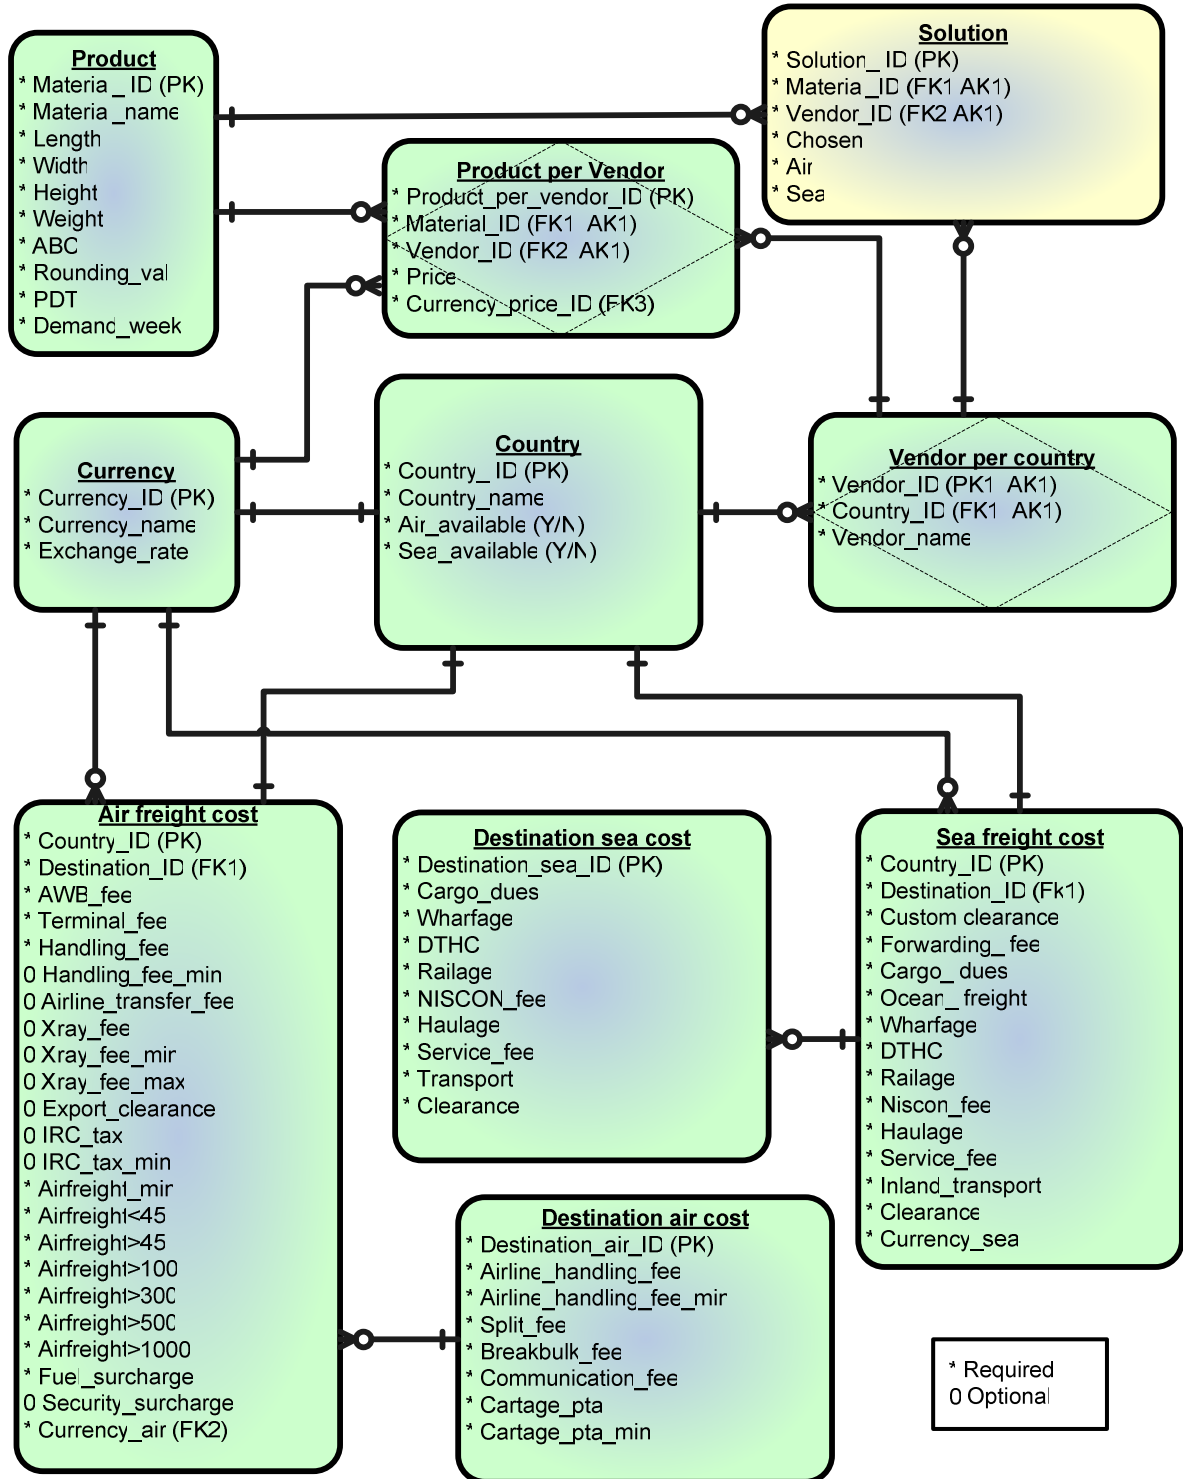 Product
* Material_ID (PK)
* Material_name
* Length
* Width
* Height
* Weight
* ABC
* Rounding_val
* PDT
* Demand_week
Solution
* Solution_ ID (PK)
* Material_ID (FK1 AK1)
* Vendor_ID (FK2 AK1)
* Chosen
* Air
* Sea
Product per Vendor
* Product_per_vendor_ID (PK)
* Material_ID (FK1 AK1)
* Vendor_ID (FK2 AK1)
* Price
* Currency_price_ID (FK3)
Currency
* Currency_ID (PK)
* Currency_name
* Exchange_rate
Country
* Country_ID (PK)
* Country_name
* Air_available (Y/N)
* Sea_available (Y/N)
Vendor per country
* Vendor_ID (PK1 AK1)
* Country_ID (FK1 AK1)
* Vendor_name
Air freight cost
* Country_ID (PK)
* Destination_ID (FK1)
* AWB_fee
* Terminal_fee
* Handling_fee
0 Handling_fee_min
0 Airline_transfer_fee
0 Xray_fee
0 Xray_fee_min
0 Xray_fee_max
0 Export_clearance
0 IRC_tax
0 IRC_tax_min
* Airfreight_min
* Airfreight<45
* Airfreight>45
* Airfreight>100
* Airfreight>300
* Airfreight>500
* Airfreight>1000
* Fuel_surcharge
0 Security_surcharge
* Currency_air (FK2)
Destination sea cost
* Destination_sea_ID (PK)
* Cargo_dues
* Wharfage
* DTHC
* Railage
* NISCON_fee
* Haulage
* Service_fee
* Transport
* Clearance
Sea freight cost
* Country_ID (PK)
* Destination_ID (Fk1)
* Custom clearance
* Forwarding_ fee
* Cargo_ dues
* Ocean_ freight
* Wharfage
* DTHC
* Railage
* Niscon_fee
* Haulage
* Service_fee
* Inland_transport
* Clearance
* Currency_sea
Destination air cost
* Destination_air_ID (PK)
* Airline_handling_fee
* Airline_handling_fee_min
* Split_fee
* Breakbulk_fee
* Communication_fee
* Cartage_pta
* Cartage_pta_min
* Required
0 Optional